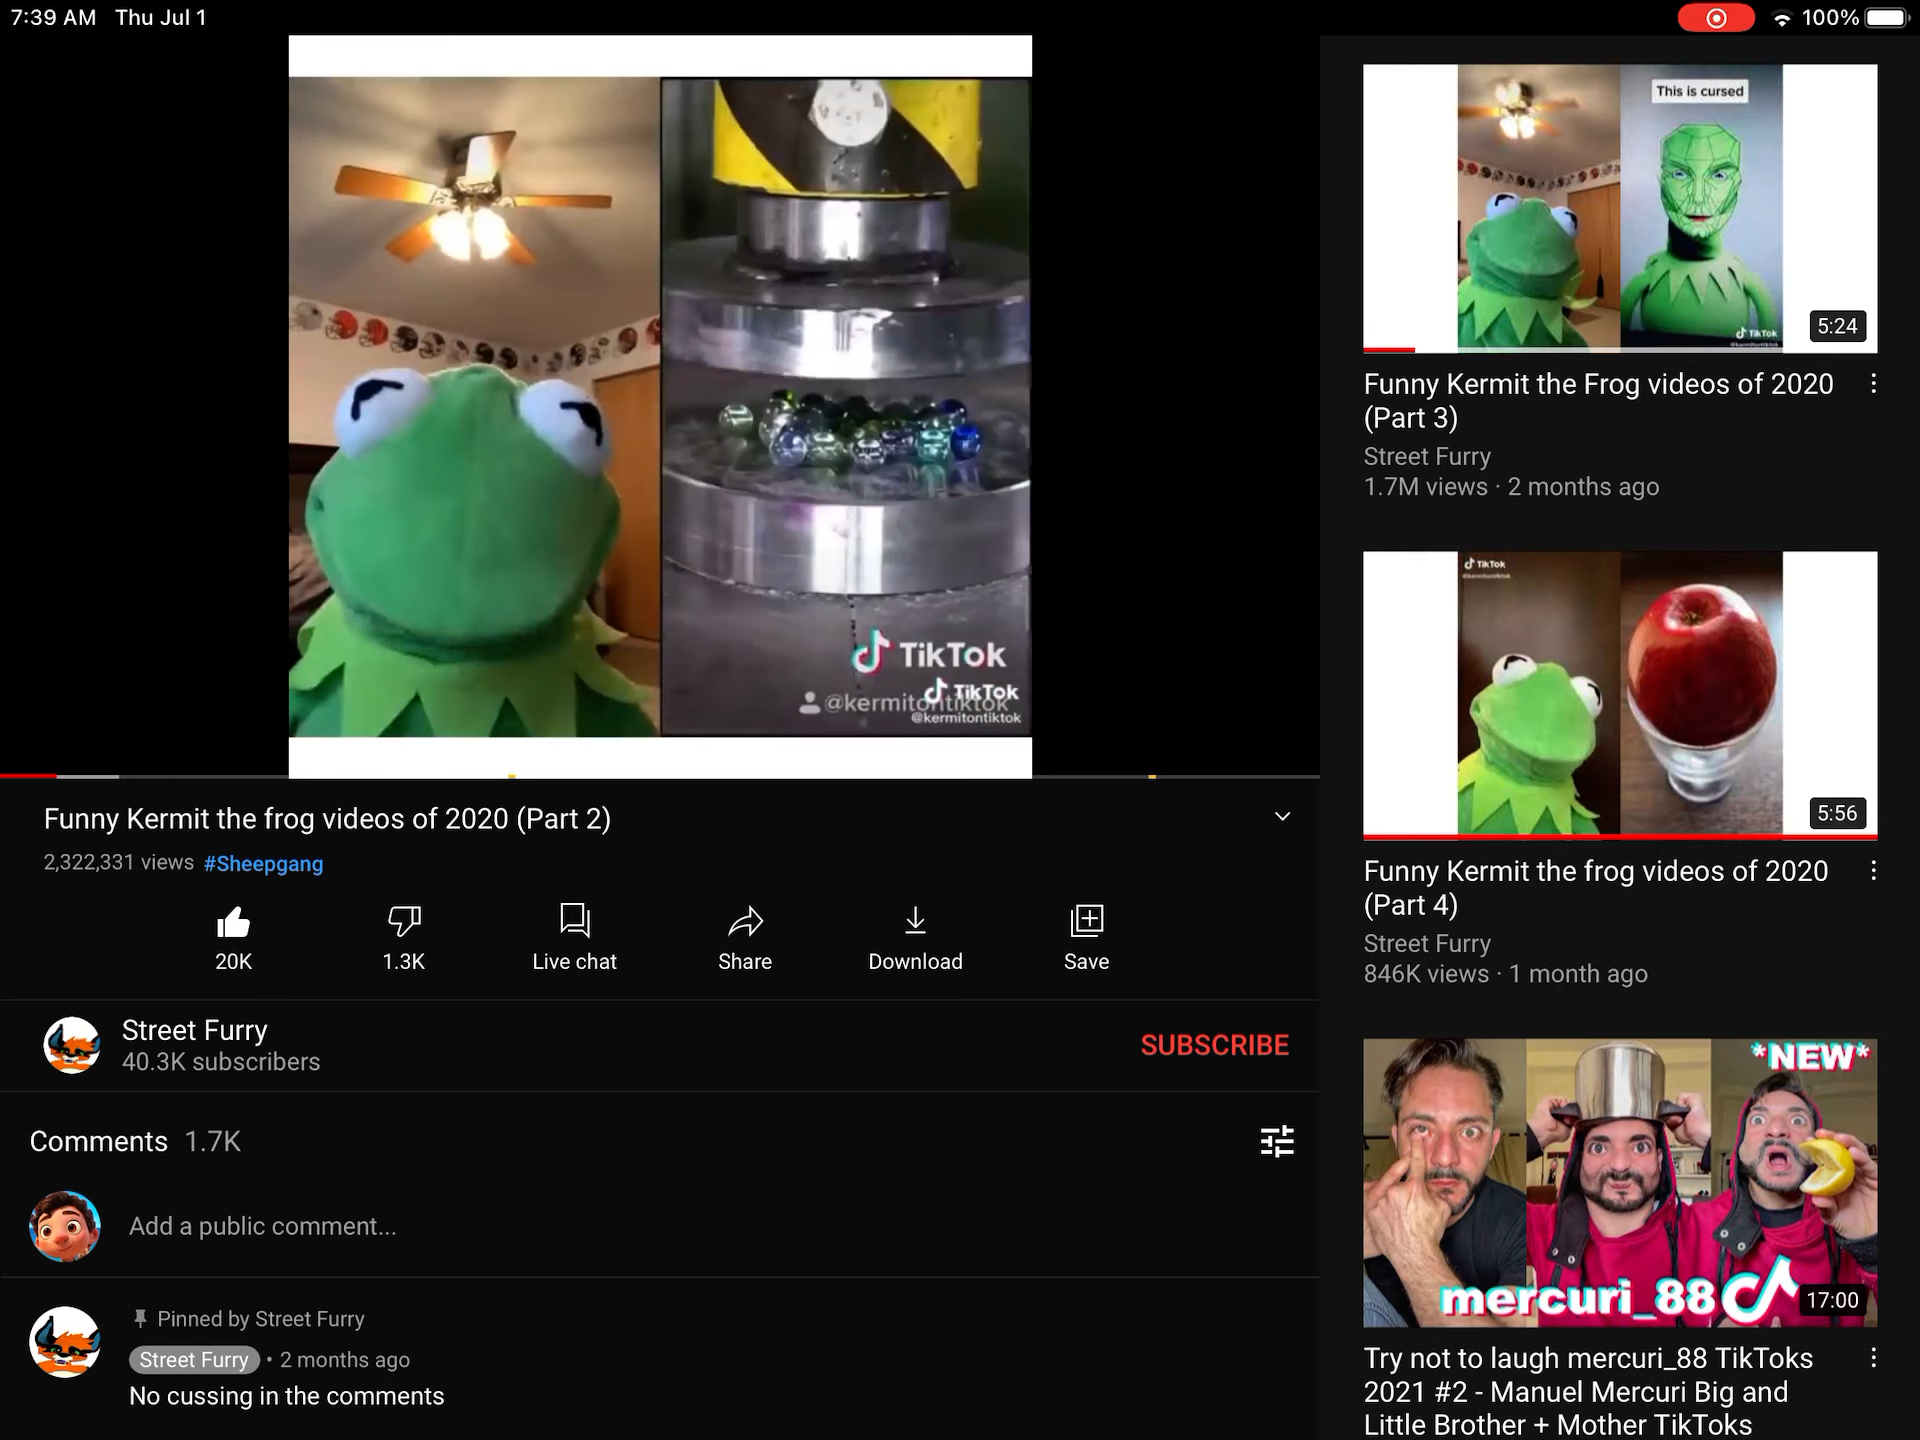 7:39 AM Thu Jul 1
100%
TikTok
@kermitontiktok
TikTok
@kermitontiktok
Funny Kermit the frog videos of 2020 (Part 2)
2,322,331 views #Sheepgang
20K
1.3K
Live chat
Share
Download
Save
Street Furry
40.3K subscribers
SUBSCRIBE
Comments 1.7K
Add a public comment...
Pinned by Street Furry
Street Furry • 2 months ago
No cussing in the comments
This is cursed
TikTok
@kermitontiktok
5:24
Funny Kermit the Frog videos of 2020
(Part 3)
Street Furry
1.7M views · 2 months ago
TikTok
@kermitontiktok
5:56
Funny Kermit the frog videos of 2020
(Part 4)
Street Furry
846K views · 1 month ago
*NEW*
mercuri_88
17:00
Try not to laugh mercuri_88 TikToks
2021 #2 - Manuel Mercuri Big and
Little Brother + Mother TikToks